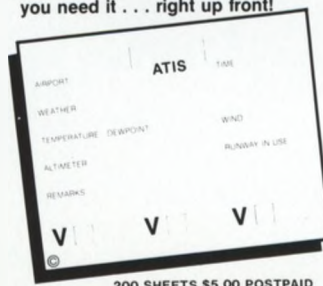 you need it . . . right up front!
ATIS TIME
AIRPORT
WEATHER
WIND
TEMPERATURE DEWPOINT
RUNWAY IN USE
ALTIMETER
REMARKS
V V V
©
200 SHEETS $5.00 POSTPAID